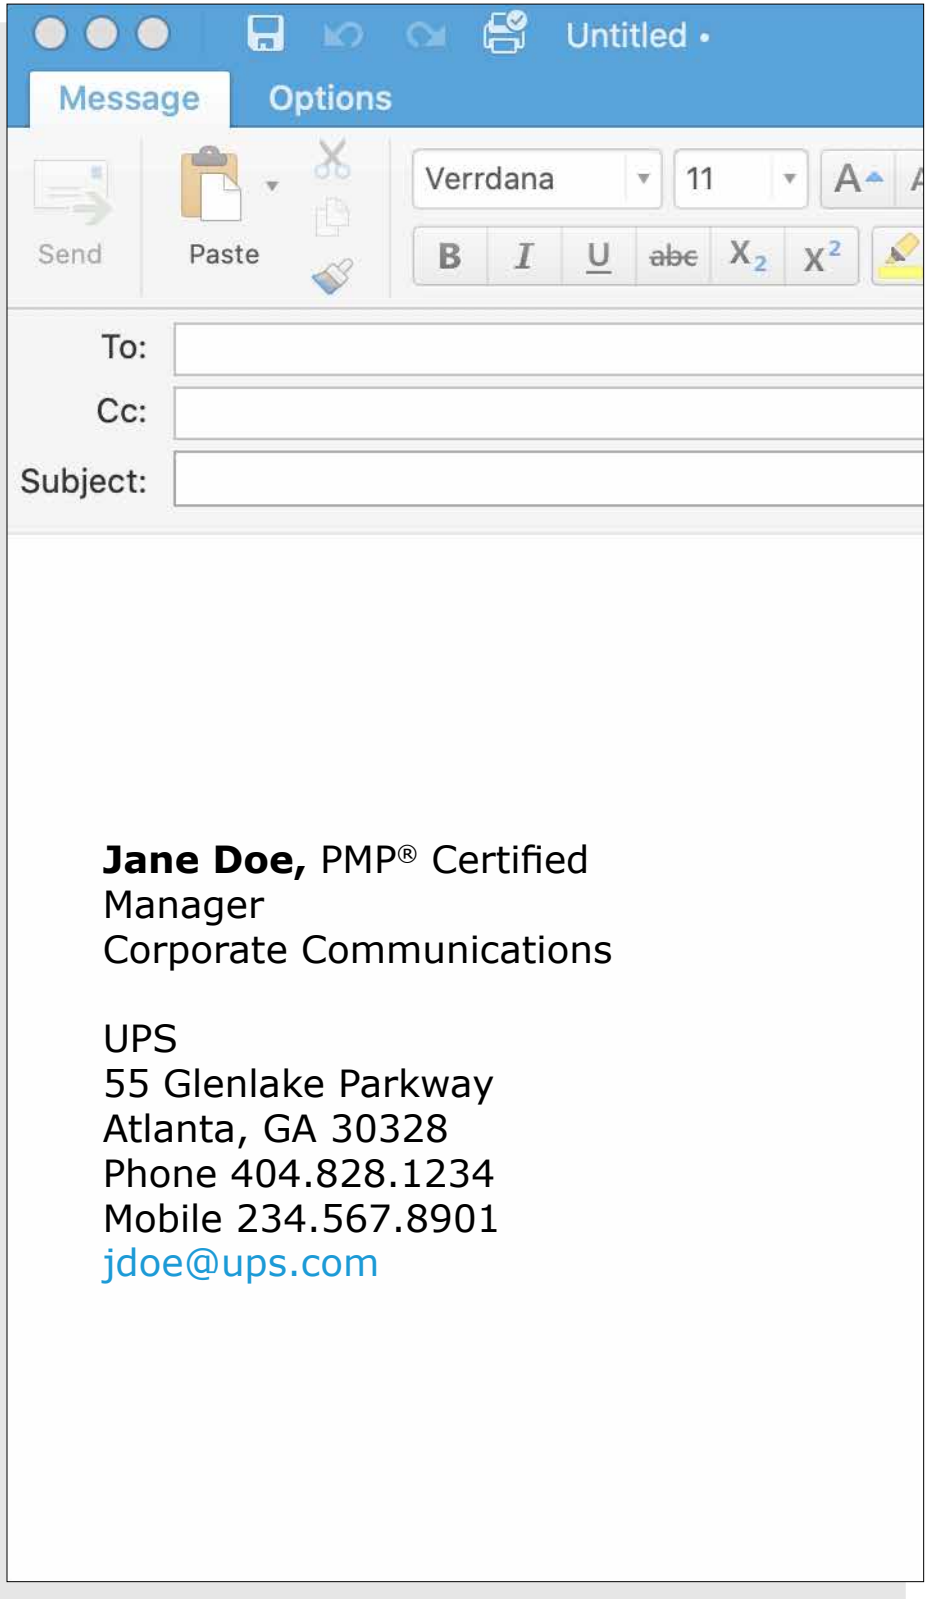 Untitled •
Message Options
Verrdana 11 A A
Send Paste B I U abc X₂ X²
To:
Cc:
Subject:
Jane Doe, PMP® Certified
Manager
Corporate Communications
UPS
55 Glenlake Parkway
Atlanta, GA 30328
Phone 404.828.1234
Mobile 234.567.8901
jdoe@ups.com